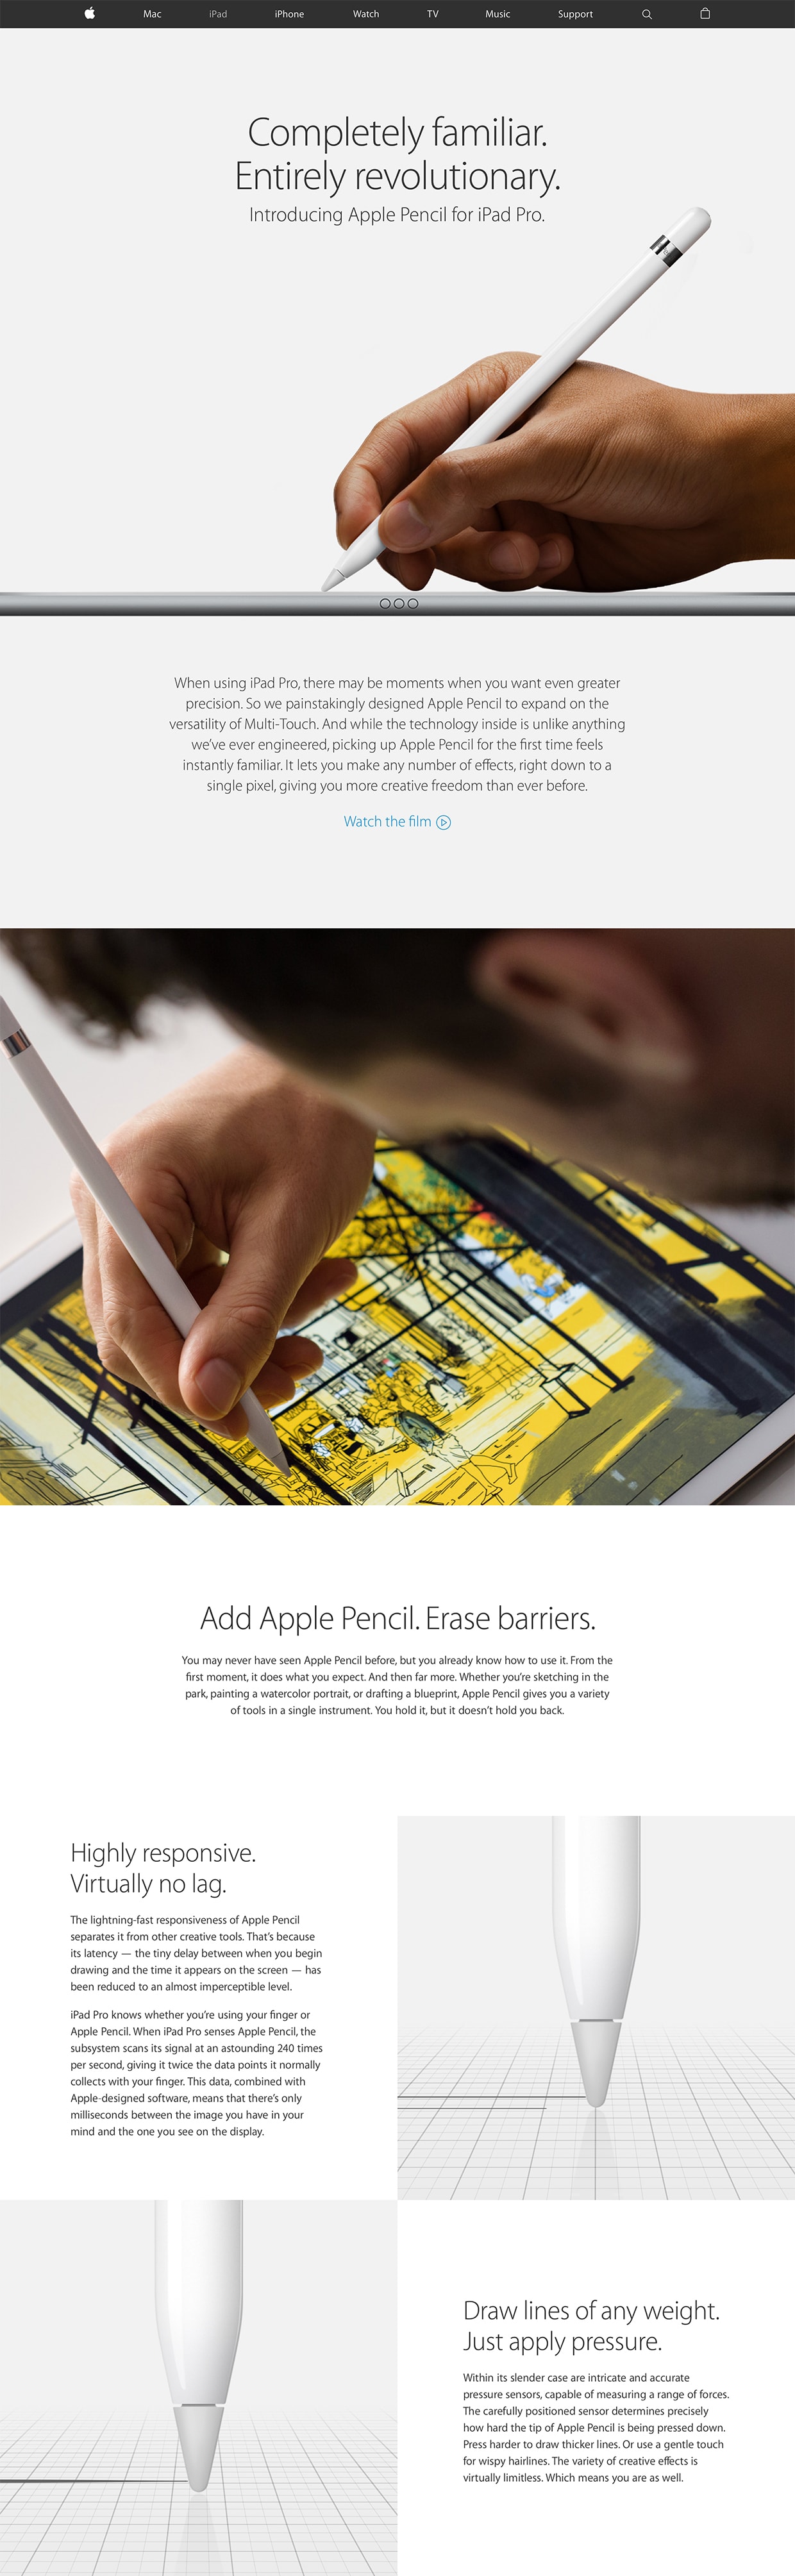 Mac iPad iPhone Watch TV Music Support
Completely familiar.
Entirely revolutionary.
Introducing Apple Pencil for iPad Pro.
When using iPad Pro, there may be moments when you want even greater
precision. So we painstakingly designed Apple Pencil to expand on the
versatility of Multi-Touch. And while the technology inside is unlike anything
we’ve ever engineered, picking up Apple Pencil for the first time feels
instantly familiar. It lets you make any number of effects, right down to a
single pixel, giving you more creative freedom than ever before.
Watch the film
Add Apple Pencil. Erase barriers.
You may never have seen Apple Pencil before, but you already know how to use it. From the
first moment, it does what you expect. And then far more. Whether you’re sketching in the
park, painting a watercolor portrait, or drafting a blueprint, Apple Pencil gives you a variety
of tools in a single instrument. You hold it, but it doesn’t hold you back.
Highly responsive.
Virtually no lag.
The lightning-fast responsiveness of Apple Pencil
separates it from other creative tools. That’s because
its latency — the tiny delay between when you begin
drawing and the time it appears on the screen — has
been reduced to an almost imperceptible level.
iPad Pro knows whether you’re using your finger or
Apple Pencil. When iPad Pro senses Apple Pencil, the
subsystem scans its signal at an astounding 240 times
per second, giving it twice the data points it normally
collects with your finger. This data, combined with
Apple-designed software, means that there’s only
milliseconds between the image you have in your
mind and the one you see on the display.
Draw lines of any weight.
Just apply pressure.
Within its slender case are intricate and accurate
pressure sensors, capable of measuring a range of forces.
The carefully positioned sensor determines precisely
how hard the tip of Apple Pencil is being pressed down.
Press harder to draw thicker lines. Or use a gentle touch
for wispy hairlines. The variety of creative effects is
virtually limitless. Which means you are as well.